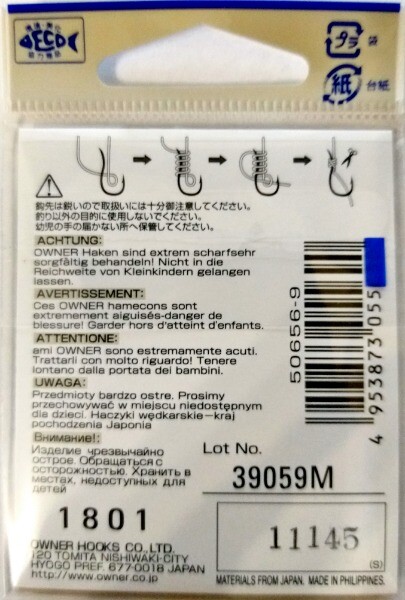 ECO
プラ 袋
紙 台紙
鈎先は鋭いので取扱いには十分御注意してください。
釣り以外の目的に使用しないでください。
幼児の手の届かない所へ保管してください。
ACHTUNG:
OWNER Haken sind extrem scharfsehr
sorgfältig behandeln! Nicht in die
Reichweite von Kleinkindern gelangen
lassen.
AVERTISSEMENT:
Ces OWNER hamecons sont
extremement aiguisés-danger de
blessure! Garder hors d'atteint d'enfants.
ATTENTIONE:
ami OWNER sono estremamente acuti.
Trattarli con molto riguardo! Tenere
lontano dalla portata dei bambini.
UWAGA:
Przedmioty bardzo ostre. Prosimy
przechowywać w miejscu niedostępnym
dla dzieci. Haczyki wędkarskie–kraj
pochodzenia Japonia
Внимание!:
Изделие чрезвычайно
острое. Обращаться с
осторожностью. Хранить в
местах, недоступных для
детей
50656-9
4 953873 055
Lot No.
39059M
1801
11145
(S)
OWNER HOOKS CO.LTD.
120 TOMITA NISHIWAKI-CITY
HYOGO PREF.677-0018 JAPAN
http://www.owner.co.jp
MATERIALS FROM JAPAN. MADE IN PHILIPPINES.